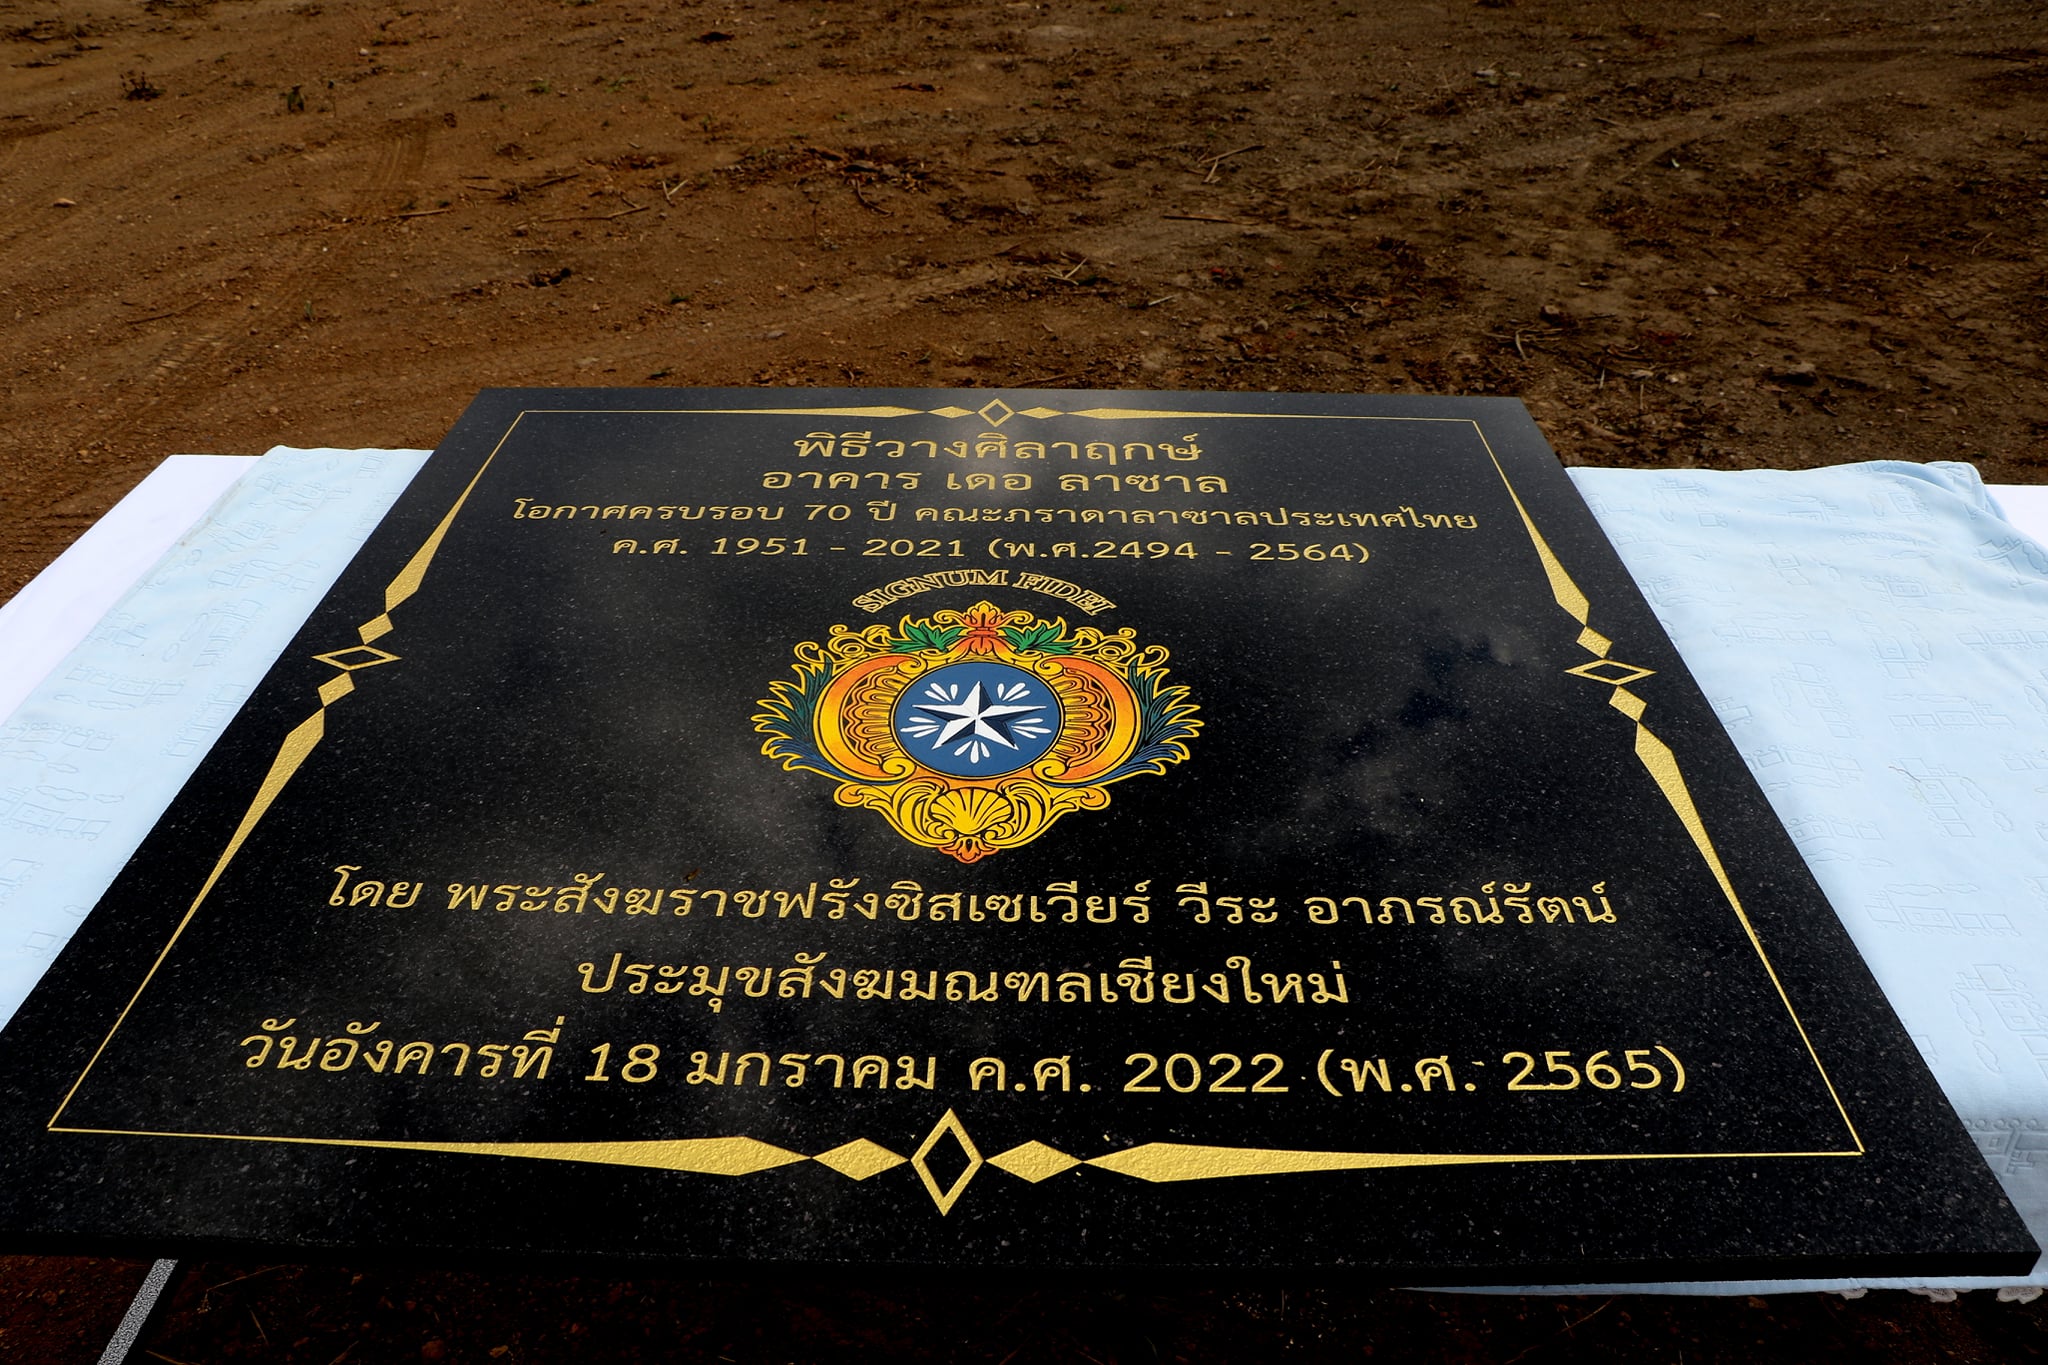 พิธีวางศิลาฤกษ์
อาคาร เดอ ลาซาล
โอกาศครบรอบ 70 ปี คณะภราดาลาซาลประเทศไทย
ค.ศ. 1951 - 2021 (พ.ศ.2494 - 2564)
SIGNUM FIDEI
โดย พระสังฆราชฟรังซิสเซเวียร์ วีระ อาภรณ์รัตน์
ประมุขสังฆมณฑลเชียงใหม่
วันอังคารที่ 18 มกราคม ค.ศ. 2022 (พ.ศ. 2565)